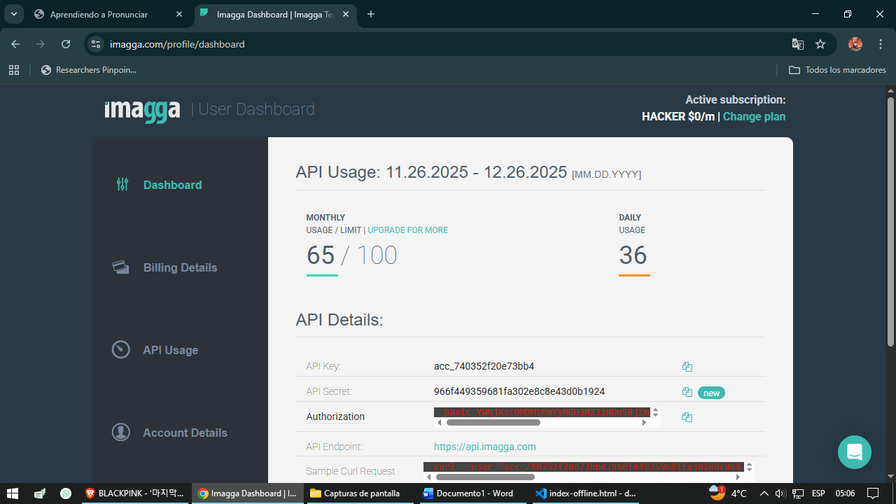 Aprendiendo a Pronunciar
Imagga Dashboard | Imagga Te
imagga.com/profile/dashboard
Researchers Pinpoin...
Todos los marcadores
imagga | User Dashboard
Active subscription:
HACKER $0/m | Change plan
Dashboard
Billing Details
API Usage
Account Details
API Usage: 11.26.2025 - 12.26.2025 [MM.DD.YYYY]
MONTHLY
USAGE / LIMIT | UPGRADE FOR MORE
65 / 100
DAILY
USAGE
36
API Details:
API Key: acc_740352f20e73bb4
API Secret: 966f449359681fa302e8c8e43d0b1924 new
Authorization Basic
API Endpoint: https://api.imagga.com
Sample Curl Request curl --user "acc_740352f20e73bb4:966f449359681fa302e8c8e4
BLACKPINK - '마지막...
Imagga Dashboard | I...
Capturas de pantalla
Documento1 - Word
index-offline.html - d...
4°C
ESP
05:06